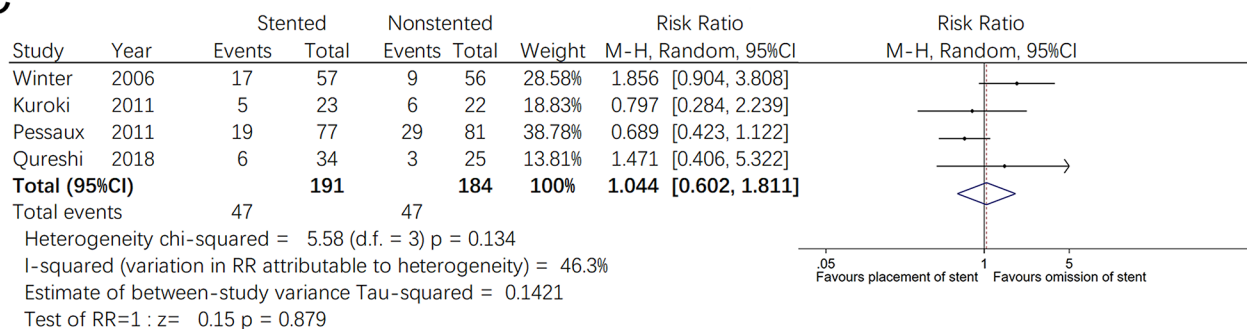 Stented Nonstented Risk Ratio Risk Ratio
Study Year Events Total Events Total Weight M-H, Random, 95%CI M-H, Random, 95%CI
Winter 2006 17 57 9 56 28.58% 1.856 [0.904, 3.808]
Kuroki 2011 5 23 6 22 18.83% 0.797 [0.284, 2.239]
Pessaux 2011 19 77 29 81 38.78% 0.689 [0.423, 1.122]
Qureshi 2018 6 34 3 25 13.81% 1.471 [0.406, 5.322]
Total (95%CI) 191 184 100% 1.044 [0.602, 1.811]
Total events 47 47
Heterogeneity chi-squared = 5.58 (d.f. = 3) p = 0.134
I-squared (variation in RR attributable to heterogeneity) = 46.3%
Estimate of between-study variance Tau-squared = 0.1421
Test of RR=1 : z= 0.15 p = 0.879
.05 1 5
Favours placement of stent Favours omission of stent